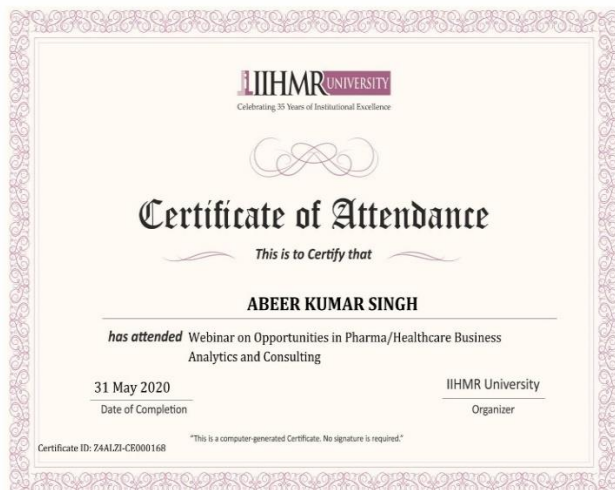 IIHMR UNIVERSITY
Celebrating 35 Years of Institutional Excellence
Certificate of Attendance
This is to Certify that
ABEER KUMAR SINGH
has attended Webinar on Opportunities in Pharma/Healthcare Business
Analytics and Consulting
31 May 2020
Date of Completion
IIHMR University
Organizer
"This is a computer-generated Certificate. No signature is required."
Certificate ID: Z4ALZI-CE000168